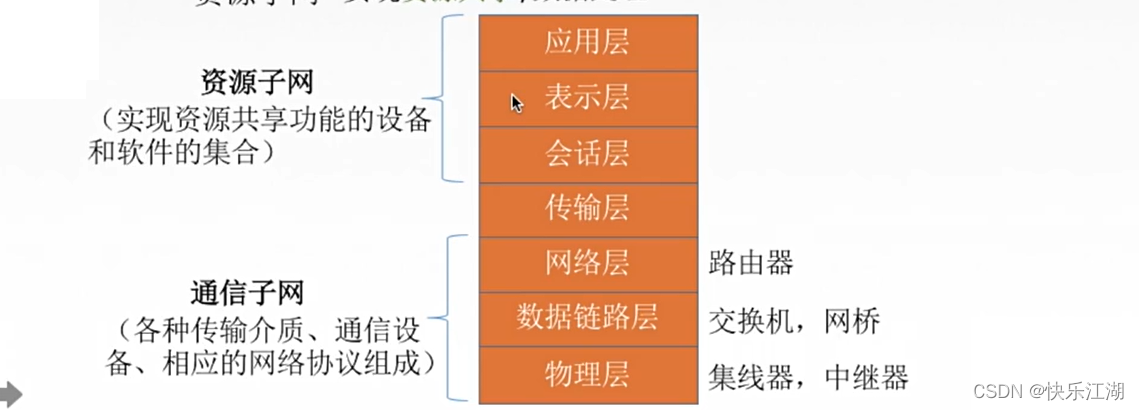 应用层
资源子网
表示层
（实现资源共享功能的设备
和软件的集合）
会话层
传输层
网络层 路由器
通信子网
（各种传输介质、通信设
备、相应的网络协议组成）
数据链路层 交换机，网桥
物理层 集线器，中继器
CSDN @快乐江湖